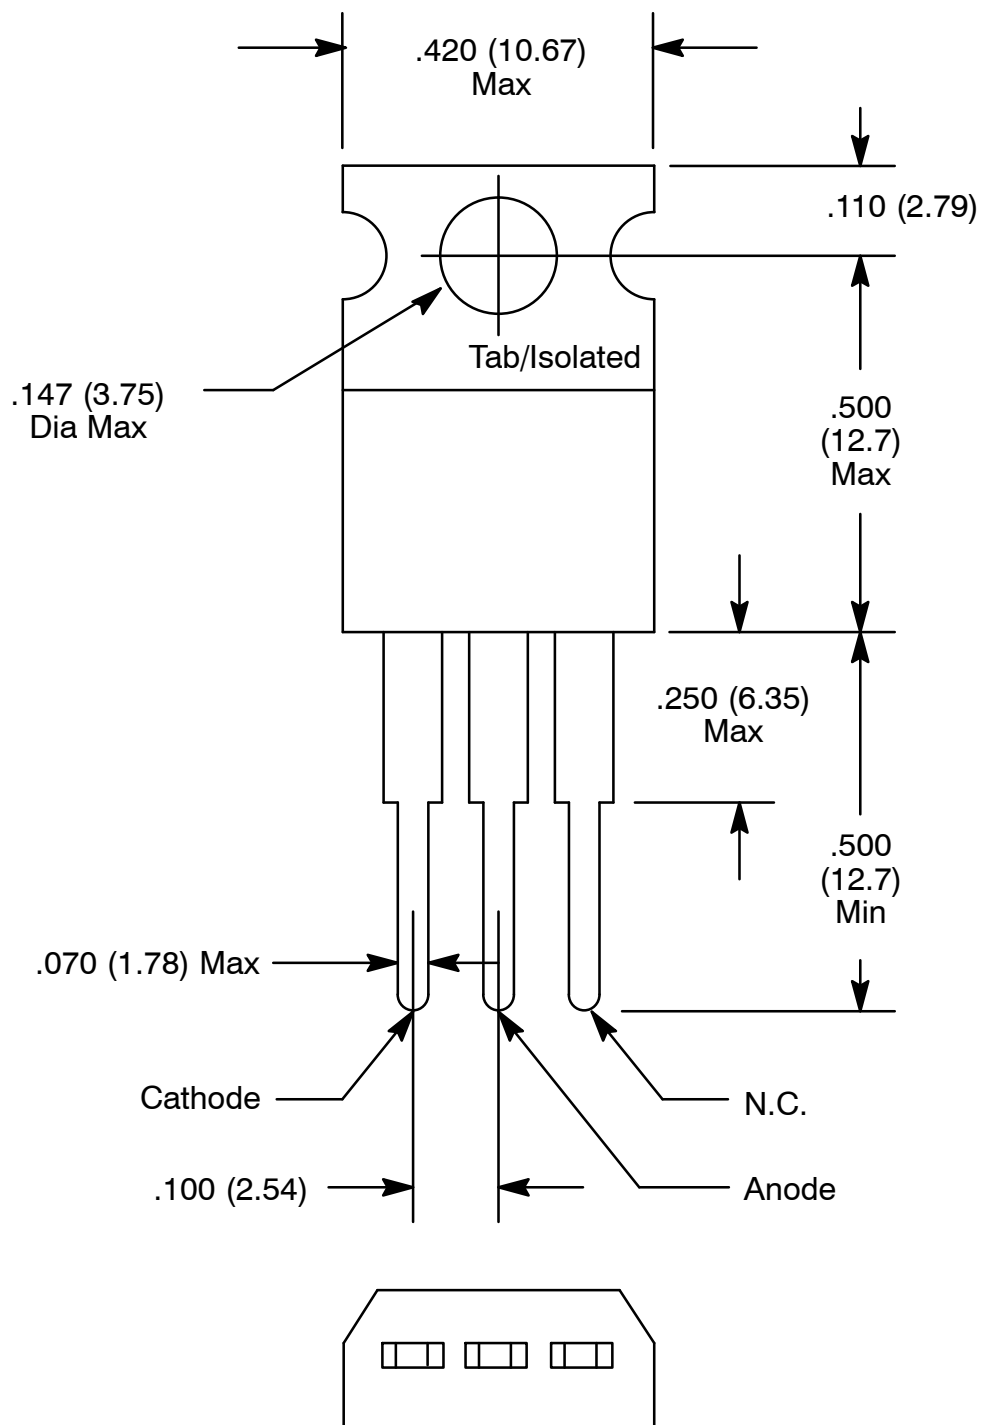 .420 (10.67)
Max
.110 (2.79)
Tab/Isolated
.147 (3.75)
Dia Max
.500
(12.7)
Max
.250 (6.35)
Max
.500
(12.7)
Min
.070 (1.78) Max
Cathode
N.C.
.100 (2.54)
Anode